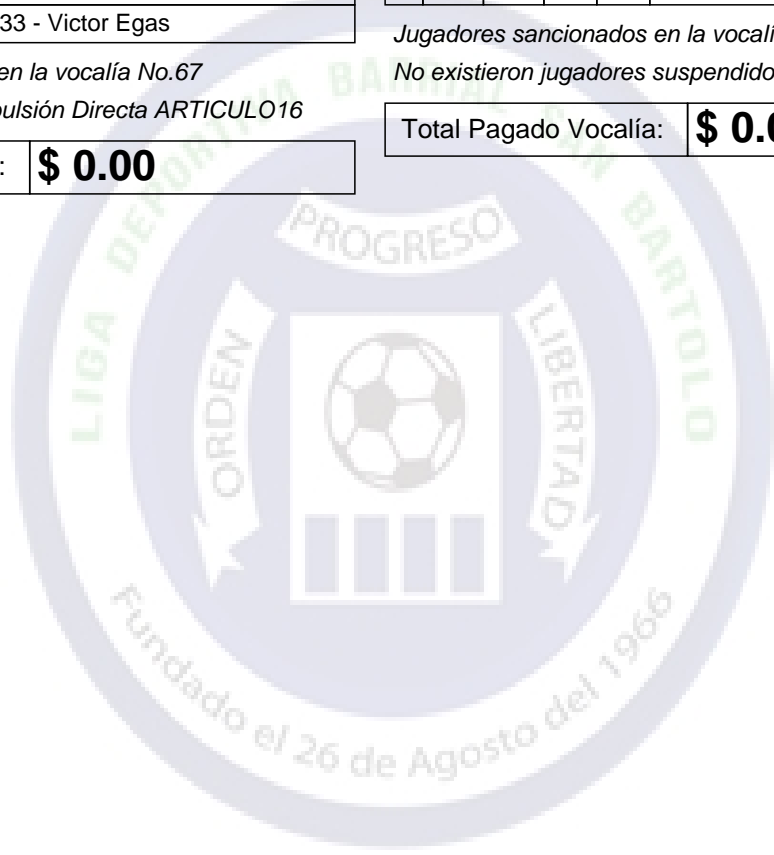 33 - Victor Egas
en la vocalía No.67
ulsión Directa ARTICULO16
: $ 0.00
Jugadores sancionados en la vocalí
No existieron jugadores suspendido
Total Pagado Vocalía: $ 0.0
LIGA DEPORTIVA BARRIAL SAN BARTOLO
PROGRESO
ORDEN
LIBERTAD
Fundado el 26 de Agosto del 1966